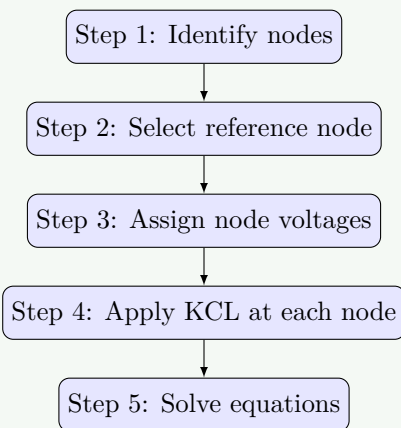 Step 1: Identify nodes
Step 2: Select reference node
Step 3: Assign node voltages
Step 4: Apply KCL at each node
Step 5: Solve equations